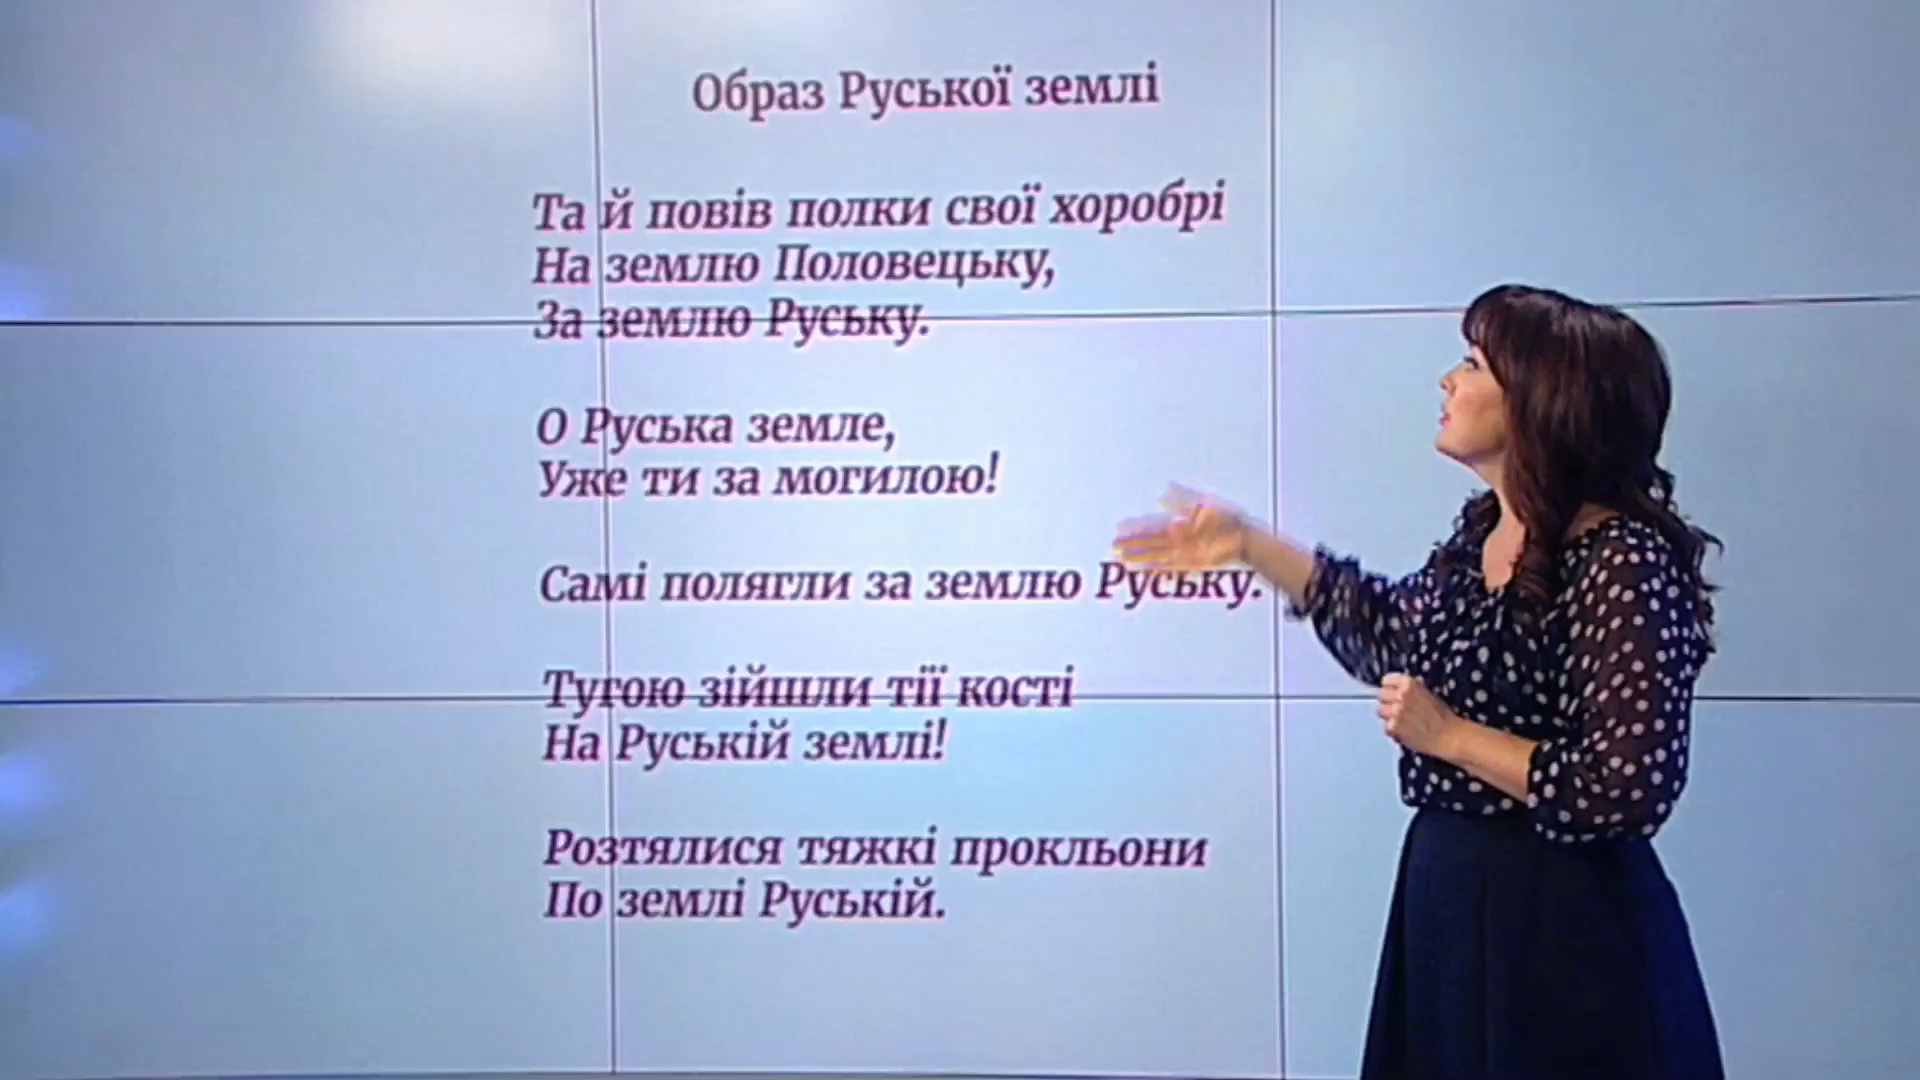 Образ Руської землі
Та й повів полки свої хоробрі
На землю Половецьку,
За землю Руську.
О Руська земле,
Уже ти за могилою!
Самі полягли за землю Руську.
Тугою зійшли тії кості
На Руській землі!
Розтялися тяжкі прокльони
По землі Руській.